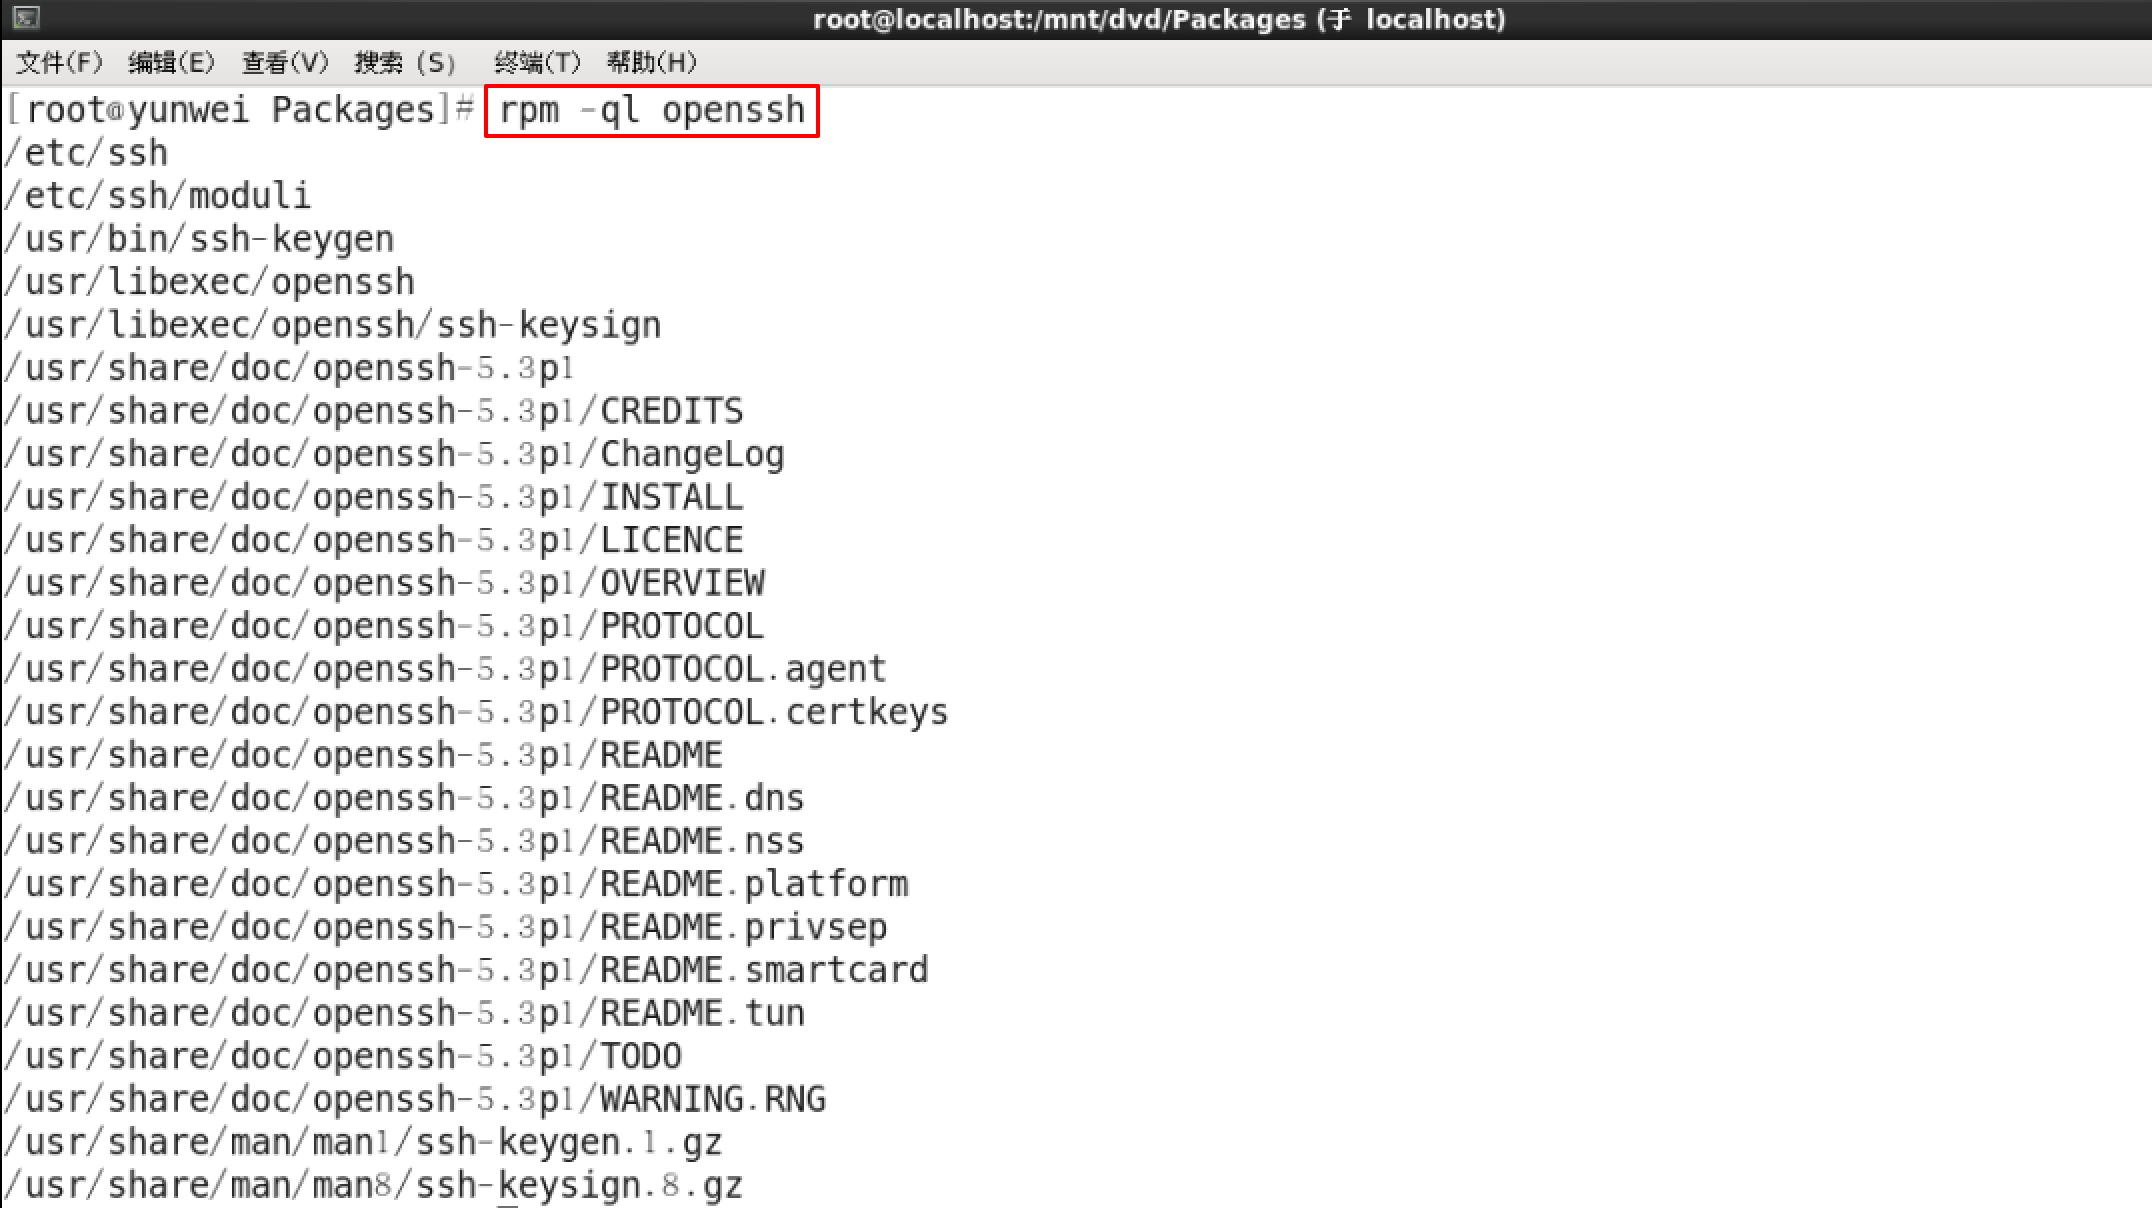 root@localhost:/mnt/dvd/Packages (于 localhost)
文件(F) 编辑(E) 查看(V) 搜索 (S) 终端(T) 帮助(H)
[root@yunwei Packages]# rpm -ql openssh
/etc/ssh
/etc/ssh/moduli
/usr/bin/ssh-keygen
/usr/libexec/openssh
/usr/libexec/openssh/ssh-keysign
/usr/share/doc/openssh-5.3p1
/usr/share/doc/openssh-5.3p1/CREDITS
/usr/share/doc/openssh-5.3p1/ChangeLog
/usr/share/doc/openssh-5.3p1/INSTALL
/usr/share/doc/openssh-5.3p1/LICENCE
/usr/share/doc/openssh-5.3p1/OVERVIEW
/usr/share/doc/openssh-5.3p1/PROTOCOL
/usr/share/doc/openssh-5.3p1/PROTOCOL.agent
/usr/share/doc/openssh-5.3p1/PROTOCOL.certkeys
/usr/share/doc/openssh-5.3p1/README
/usr/share/doc/openssh-5.3p1/README.dns
/usr/share/doc/openssh-5.3p1/README.nss
/usr/share/doc/openssh-5.3p1/README.platform
/usr/share/doc/openssh-5.3p1/README.privsep
/usr/share/doc/openssh-5.3p1/README.smartcard
/usr/share/doc/openssh-5.3p1/README.tun
/usr/share/doc/openssh-5.3p1/TODO
/usr/share/doc/openssh-5.3p1/WARNING.RNG
/usr/share/man/man1/ssh-keygen.1.gz
/usr/share/man/man8/ssh-keysign.8.gz